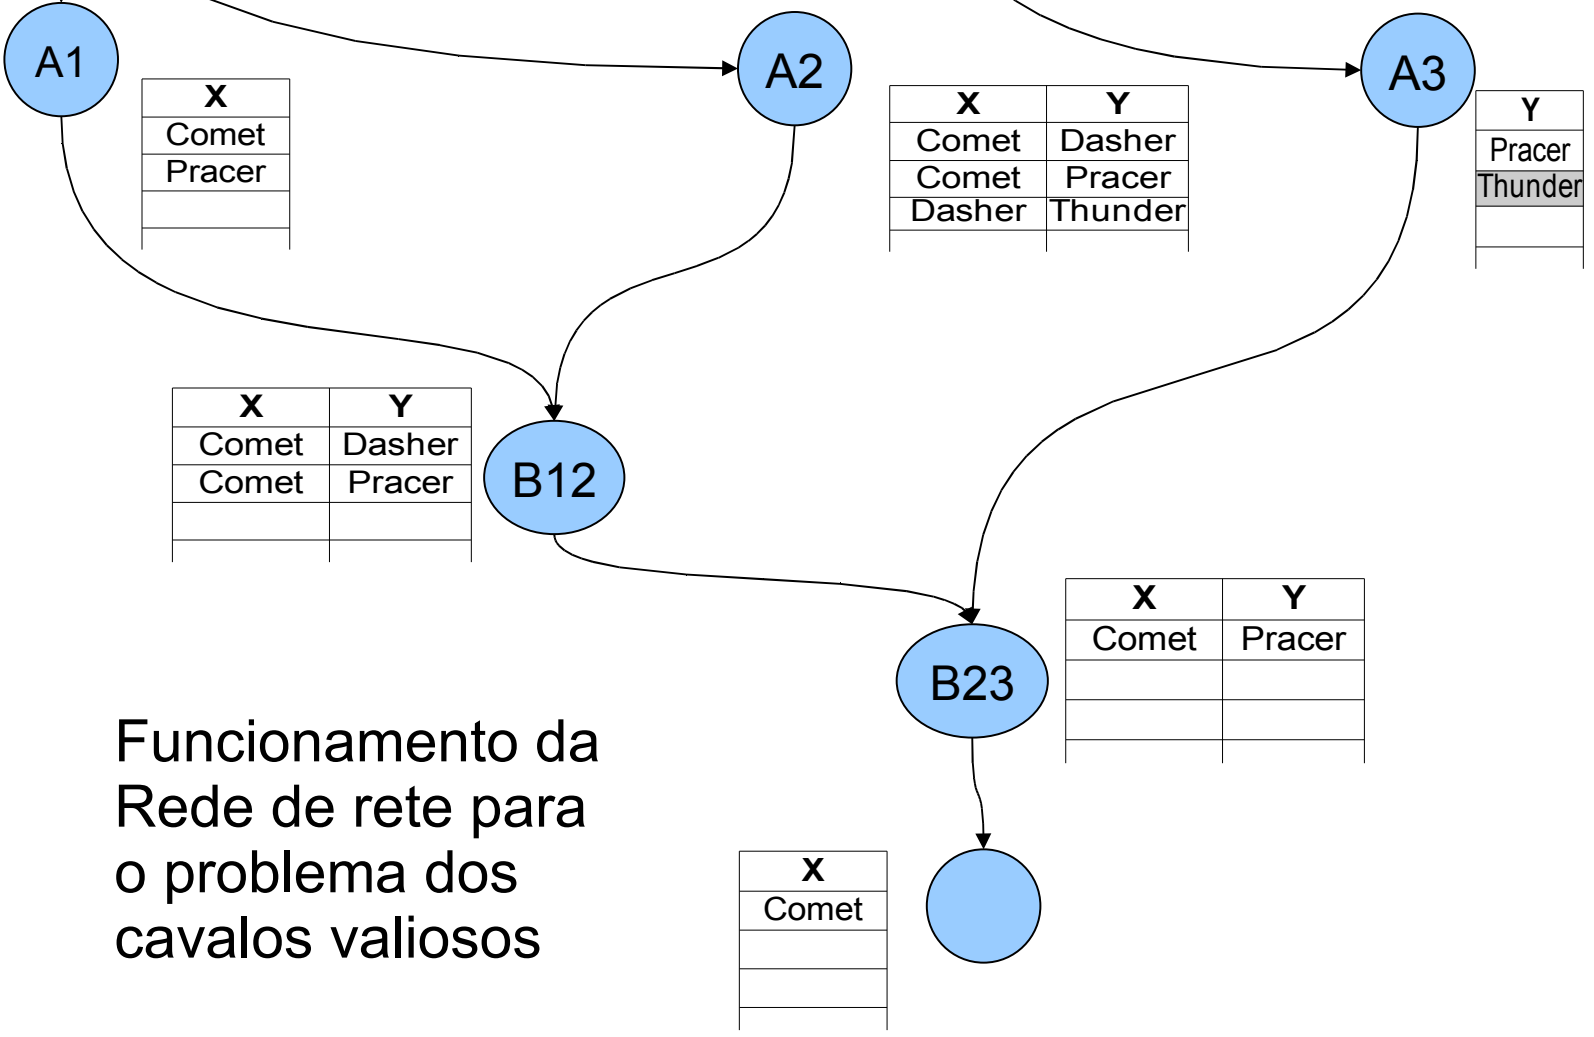 A1
A2
A3
X
Comet
Pracer
X Y
Comet Dasher
Comet Pracer
Dasher Thunder
Y
Pracer
Thunder
X Y
Comet Dasher
Comet Pracer
B12
B23
X Y
Comet Pracer
Funcionamento da
Rede de rete para
o problema dos
cavalos valiosos
X
Comet